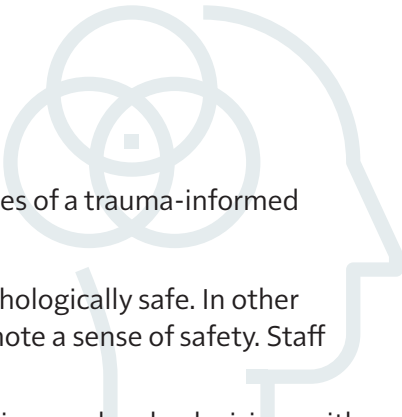 es of a trauma-informed
hologically safe. In other
note a sense of safety. Staff